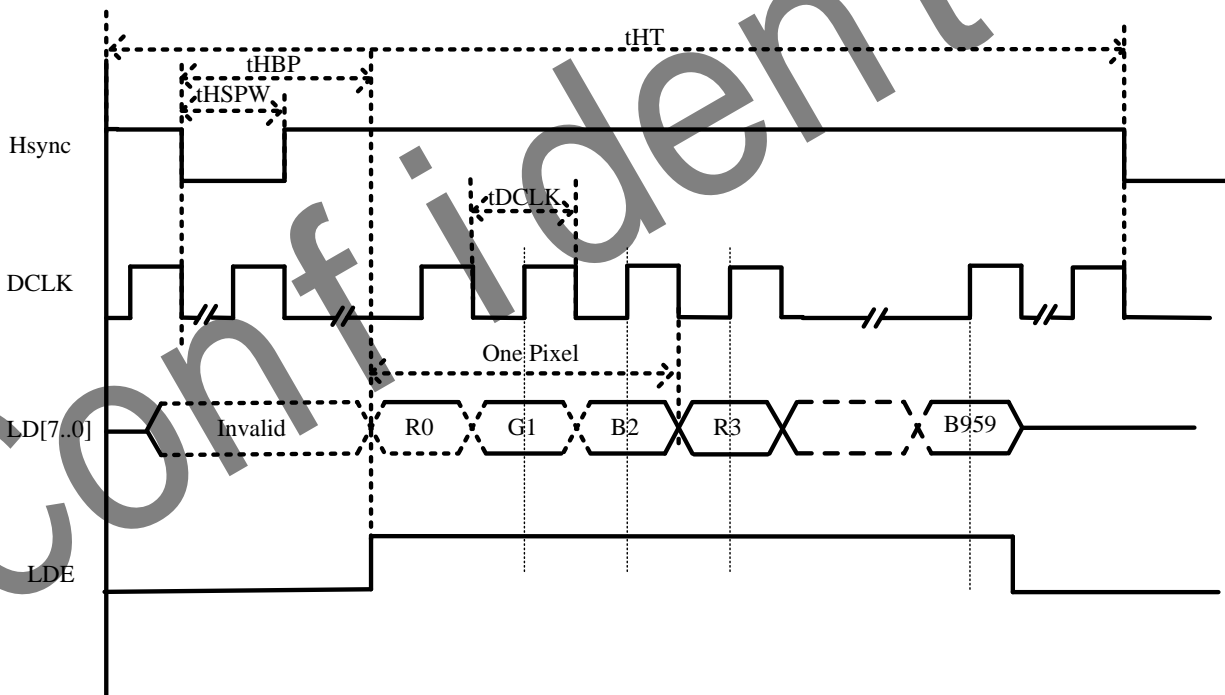 tHT
tHBP
tHSPW
Hsync
tDCLK
DCLK
One Pixel
LD[7..0]
Invalid
R0
G1
B2
R3
B959
LDE
Confident